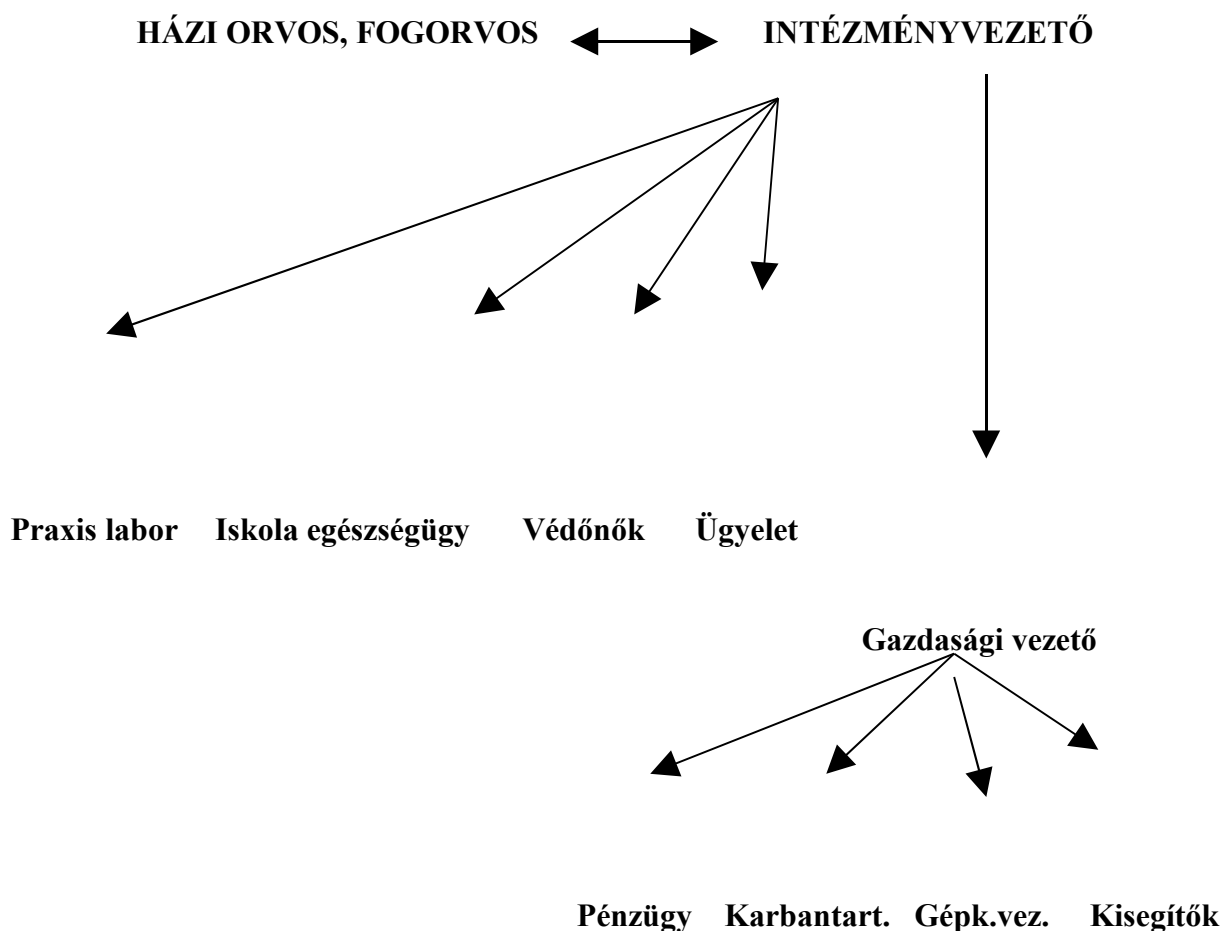 HÁZI ORVOS, FOGORVOS INTÉZMÉNYVEZETŐ
Praxis labor Iskola egészségügy Védőnők Ügyelet
Gazdasági vezető
Pénzügy Karbantart. Gépk.vez. Kisegítők